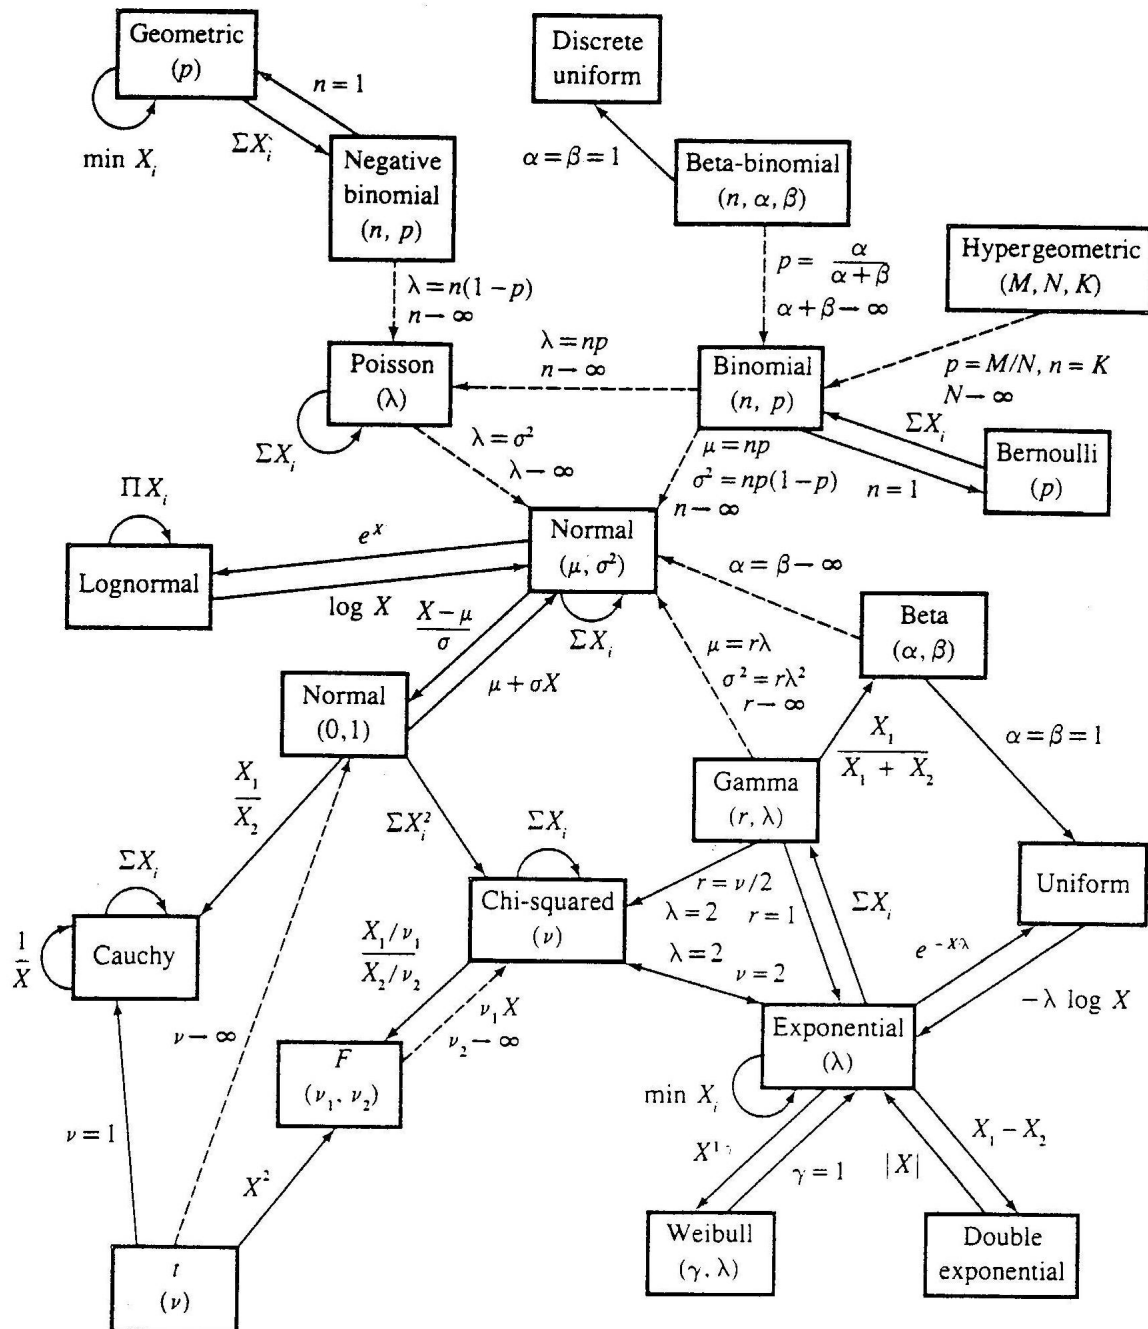 Geometric
(p)
n = 1
min X_i
ΣX_i
Negative
binomial
(n, p)
Discrete
uniform
α = β = 1
Beta-binomial
(n, α, β)
p = α / α + β
α + β → ∞
Hypergeometric
(M, N, K)
λ = n(1 − p)
n → ∞
Poisson
(λ)
λ = np
n → ∞
Binomial
(n, p)
p = M/N, n = K
N → ∞
ΣX_i
ΣX_i
λ = σ²
λ → ∞
μ = np
σ² = np(1 − p)
n → ∞
n = 1
Bernoulli
(p)
ΠX_i
Lognormal
e^X
log X
Normal
(μ, σ²)
ΣX_i
α = β → ∞
Beta
(α, β)
X − μ / σ
μ + σX
μ = rλ
σ² = rλ²
r → ∞
Normal
(0,1)
X_1 / X_1 + X_2
α = β = 1
Gamma
(r, λ)
X_1 / X_2
ΣX_i²
ΣX_i
ΣX_i
Chi-squared
(ν)
r = ν/2
λ = 2
r = 1
ΣX_i
Uniform
1 / X
Cauchy
X_1/ν_1 / X_2/ν_2
λ = 2
ν = 2
e^−Xλ
−λ log X
ν → ∞
ν_1X
ν_2 → ∞
F
(ν_1, ν_2)
Exponential
(λ)
min X_i
ν = 1
X²
X^1/γ
γ = 1
|X|
X_1 − X_2
t
(ν)
Weibull
(γ, λ)
Double
exponential